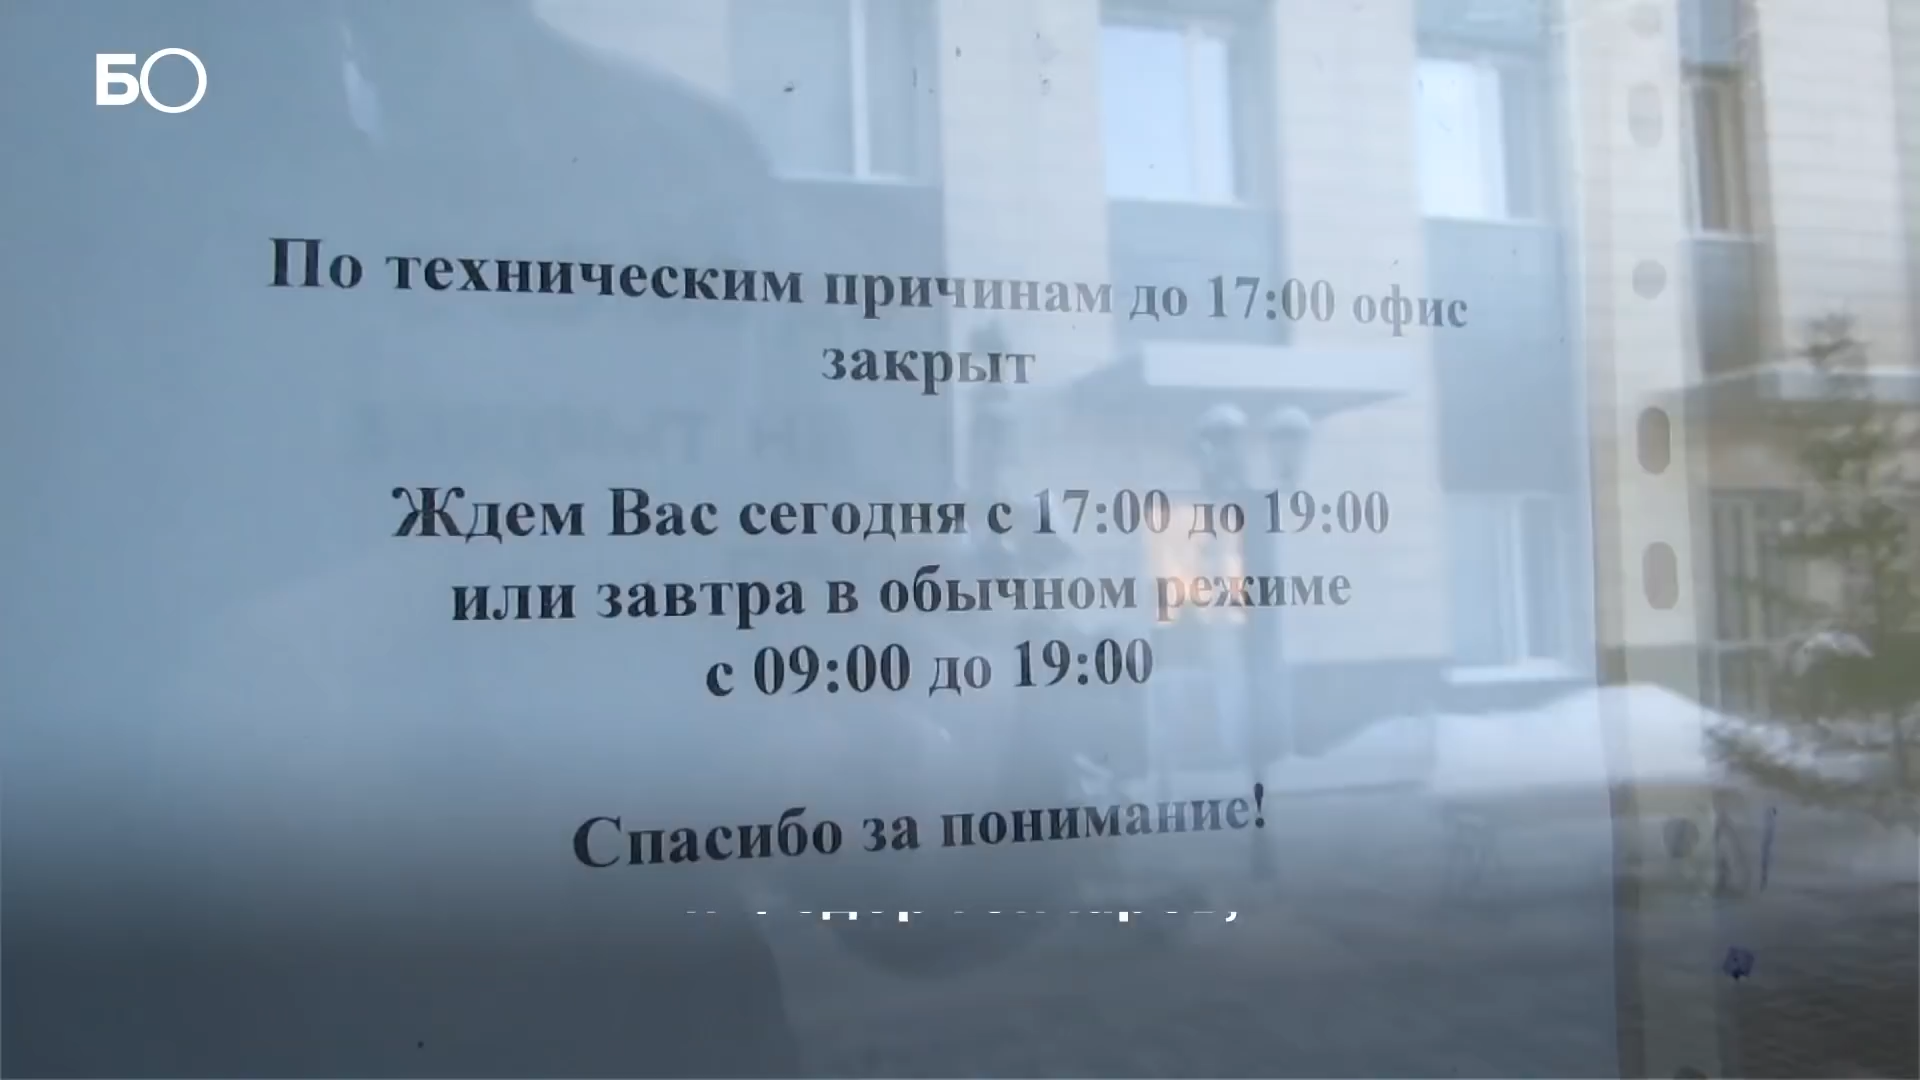 БО
По техническим причинам до 17:00 офис
закрыт
Ждем Вас сегодня с 17:00 до 19:00
или завтра в обычном режиме
с 09:00 до 19:00
Спасибо за понимание!